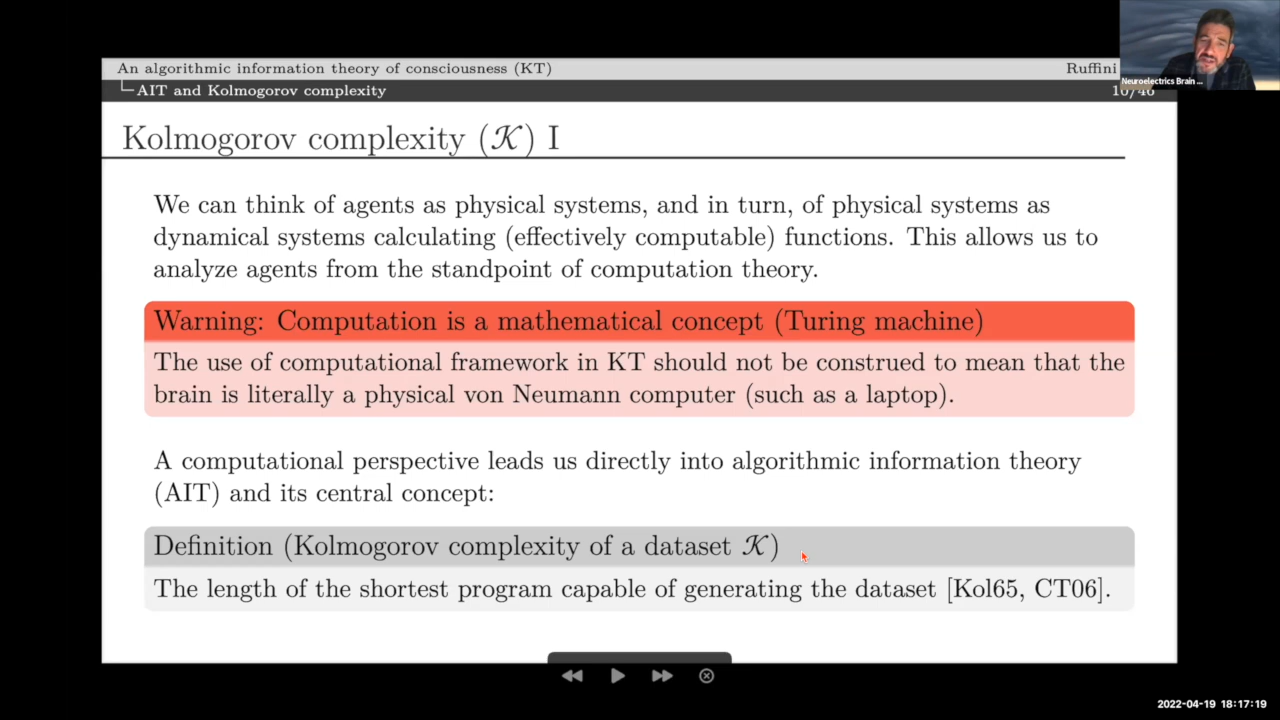 An algorithmic information theory of consciousness (KT)
Ruffini
AIT and Kolmogorov complexity
10/46
Neuroelectrics Brain ...
Kolmogorov complexity (𝒦) I
We can think of agents as physical systems, and in turn, of physical systems as
dynamical systems calculating (effectively computable) functions. This allows us to
analyze agents from the standpoint of computation theory.
Warning: Computation is a mathematical concept (Turing machine)
The use of computational framework in KT should not be construed to mean that the
brain is literally a physical von Neumann computer (such as a laptop).
A computational perspective leads us directly into algorithmic information theory
(AIT) and its central concept:
Definition (Kolmogorov complexity of a dataset 𝒦)
The length of the shortest program capable of generating the dataset [Kol65, CT06].
2022-04-19 18:17:19